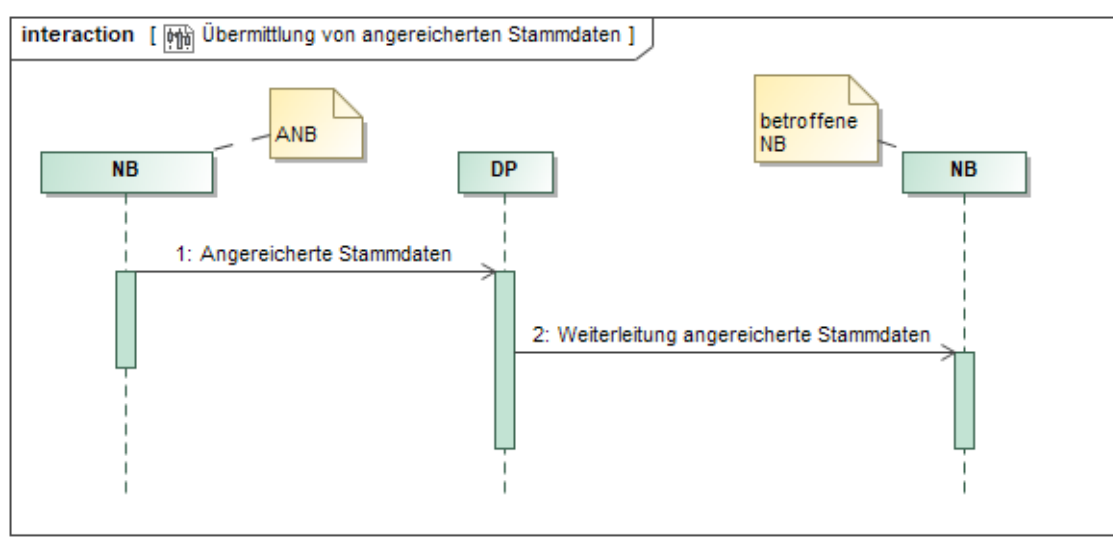 interaction [ Übermittlung von angereicherten Stammdaten ]
ANB
betroffene
NB
NB
DP
NB
1: Angereicherte Stammdaten
2: Weiterleitung angereicherte Stammdaten